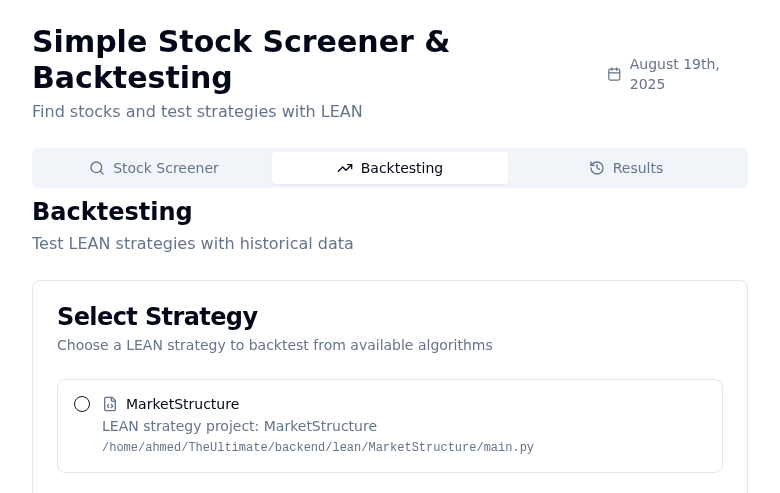 Simple Stock Screener &
Backtesting
Find stocks and test strategies with LEAN
August 19th,
2025
Stock Screener
Backtesting
Results
Backtesting
Test LEAN strategies with historical data
Select Strategy
Choose a LEAN strategy to backtest from available algorithms
MarketStructure
LEAN strategy project: MarketStructure
/home/ahmed/TheUltimate/backend/lean/MarketStructure/main.py